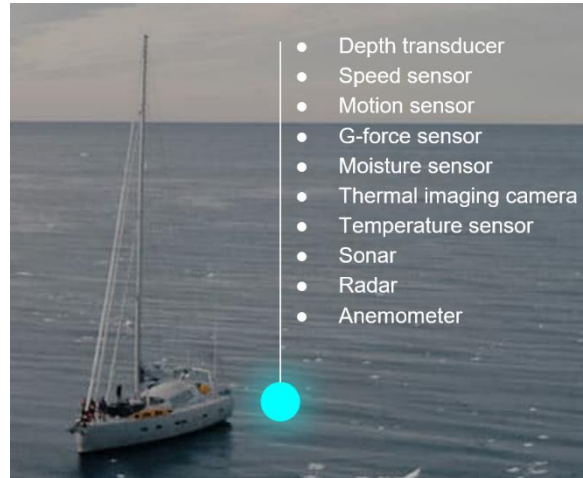 ● Depth transducer
● Speed sensor
● Motion sensor
● G-force sensor
● Moisture sensor
● Thermal imaging camera
● Temperature sensor
● Sonar
● Radar
● Anemometer